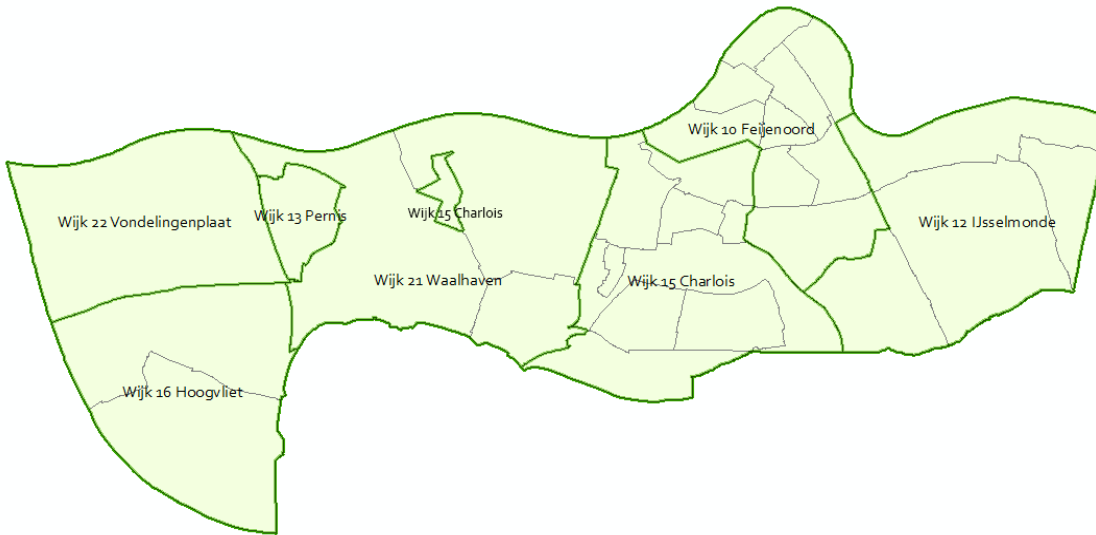 Wijk 10 Feijenoord
Wijk 22 Vondelingenplaat
Wijk 13 Pernis
Wijk 15 Charlois
Wijk 12 IJsselmonde
Wijk 21 Waalhaven
Wijk 15 Charlois
Wijk 16 Hoogvliet